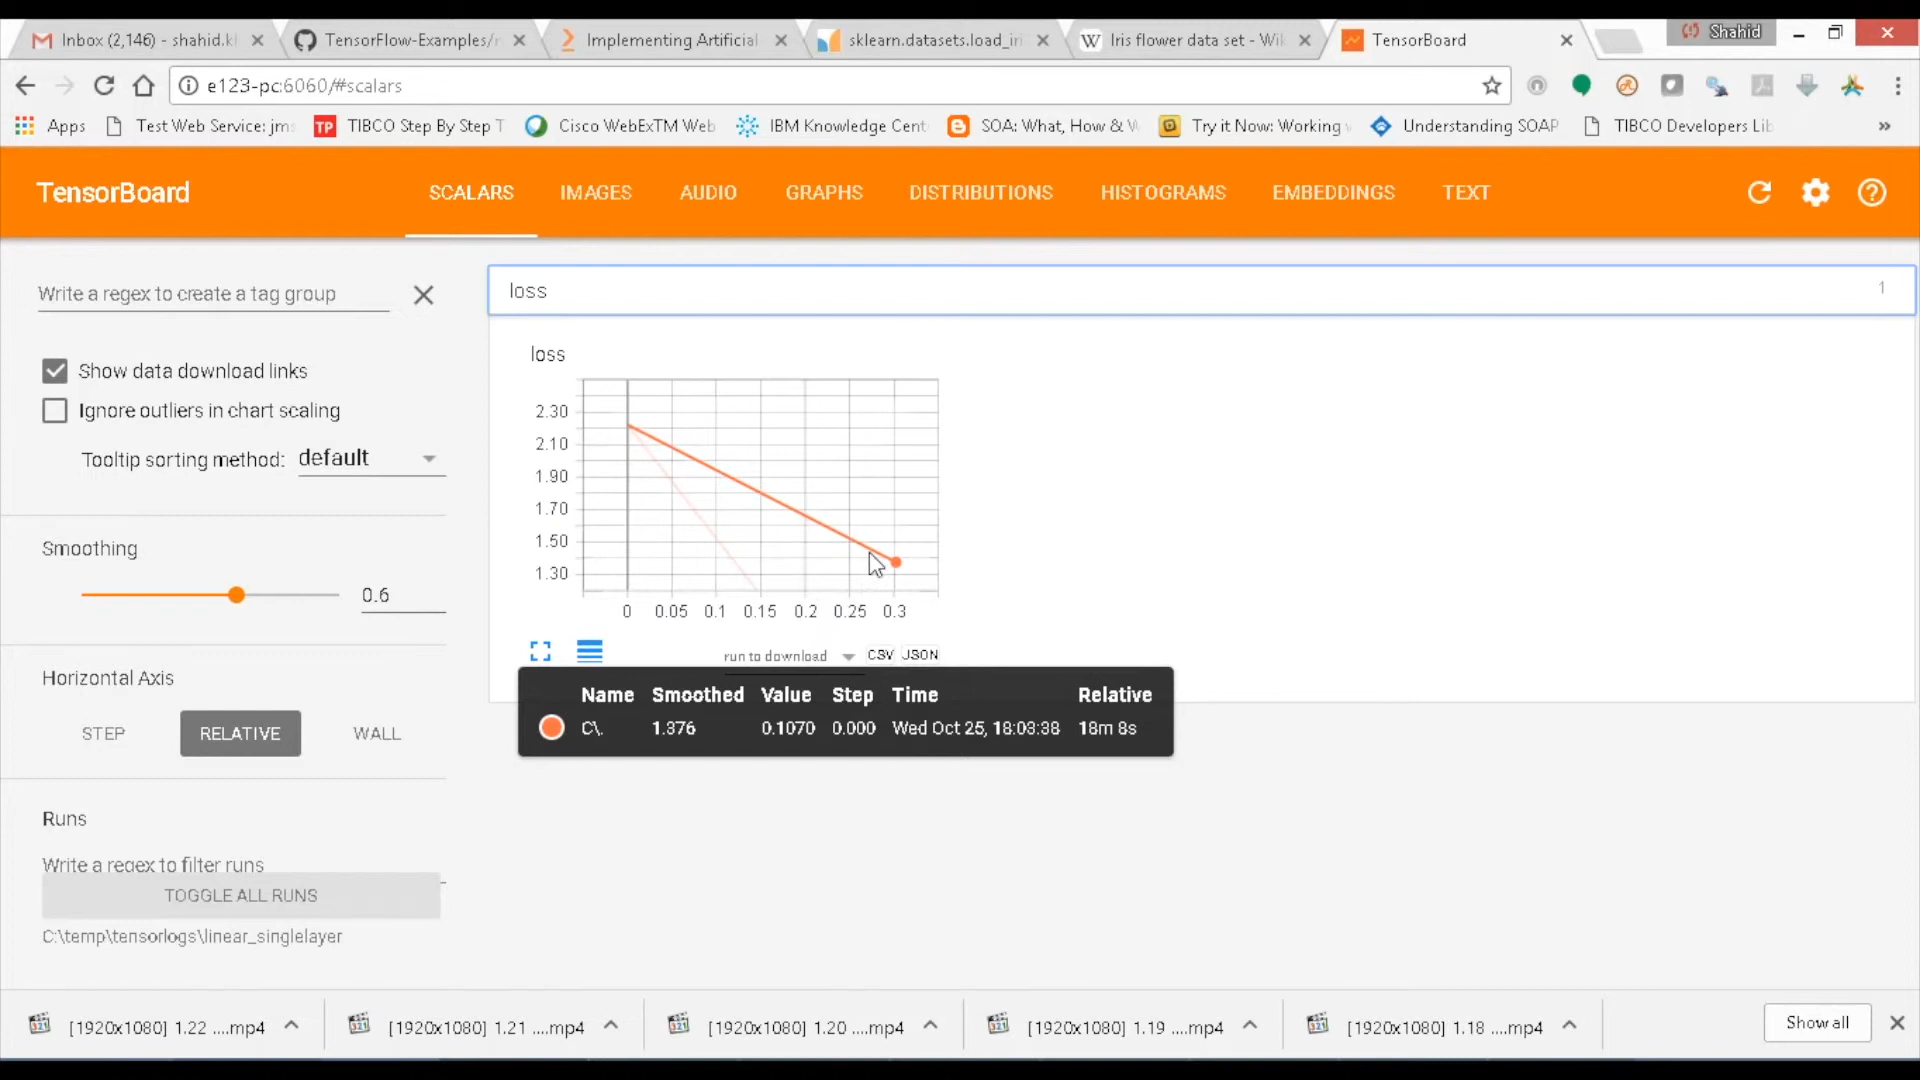 Inbox (2,146) - shahid.kl
TensorFlow-Examples/r
Implementing Artificial
sklearn.datasets.load_iri
Iris flower data set - Wik
TensorBoard
Shahid
e123-pc:6060/#scalars
Apps
Test Web Service: jms
TIBCO Step By Step T
Cisco WebExTM Web
IBM Knowledge Cent
SOA: What, How & W
Try it Now: Working
Understanding SOAP
TIBCO Developers Lib
»
TensorBoard
SCALARS
IMAGES
AUDIO
GRAPHS
DISTRIBUTIONS
HISTOGRAMS
EMBEDDINGS
TEXT
Write a regex to create a tag group
Show data download links
Ignore outliers in chart scaling
Tooltip sorting method: default
Smoothing
0.6
Horizontal Axis
STEP
RELATIVE
WALL
Runs
Write a regex to filter runs
TOGGLE ALL RUNS
C:\temp\tensorlogs\linear_singlelayer
loss
1
loss
2.30
2.10
1.90
1.70
1.50
1.30
0 0.05 0.1 0.15 0.2 0.25 0.3
run to download CSV JSON
Name Smoothed Value Step Time Relative
C\. 1.376 0.1070 0.000 Wed Oct 25, 18:03:38 18m 8s
[1920x1080] 1.22 ....mp4
[1920x1080] 1.21 ....mp4
[1920x1080] 1.20 ....mp4
[1920x1080] 1.19 ....mp4
[1920x1080] 1.18 ....mp4
Show all